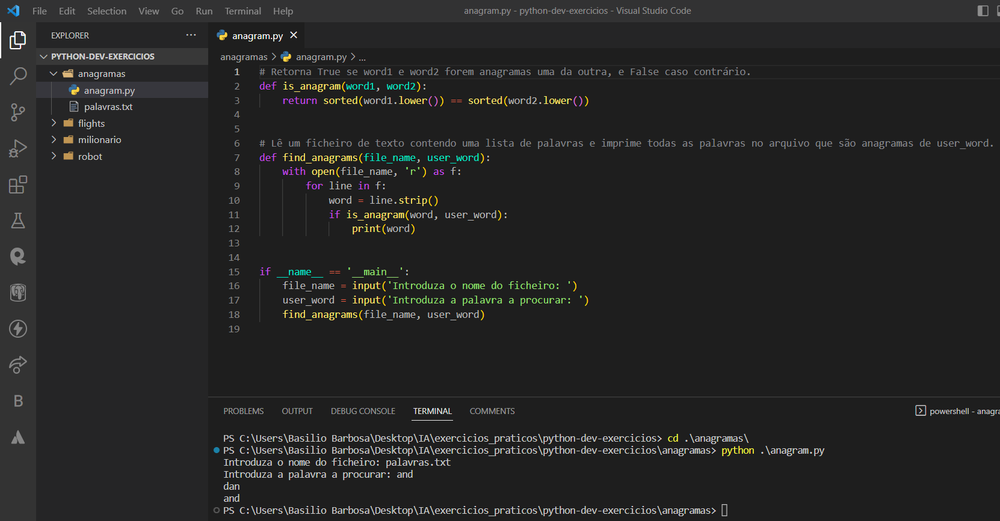 File Edit Selection View Go Run Terminal Help
anagram.py - python-dev-exercicios - Visual Studio Code
EXPLORER
PYTHON-DEV-EXERCICIOS
anagramas
anagram.py
palavras.txt
flights
milionario
robot
B
anagram.py
anagramas > anagram.py > ...
1 # Retorna True se word1 e word2 forem anagramas uma da outra, e False caso contrário.
2 def is_anagram(word1, word2):
3 return sorted(word1.lower()) == sorted(word2.lower())
4
5
6 # Lê um ficheiro de texto contendo uma lista de palavras e imprime todas as palavras no arquivo que são anagramas de user_word.
7 def find_anagrams(file_name, user_word):
8 with open(file_name, 'r') as f:
9 for line in f:
10 word = line.strip()
11 if is_anagram(word, user_word):
12 print(word)
13
14
15 if __name__ == '__main__':
16 file_name = input('Introduza o nome do ficheiro: ')
17 user_word = input('Introduza a palavra a procurar: ')
18 find_anagrams(file_name, user_word)
19
PROBLEMS OUTPUT DEBUG CONSOLE TERMINAL COMMENTS
powershell - anagra
PS C:\Users\Basilio Barbosa\Desktop\IA\exercicios_praticos\python-dev-exercicios> cd .\anagramas\
PS C:\Users\Basilio Barbosa\Desktop\IA\exercicios_praticos\python-dev-exercicios\anagramas> python .\anagram.py
Introduza o nome do ficheiro: palavras.txt
Introduza a palavra a procurar: and
dan
and
PS C:\Users\Basilio Barbosa\Desktop\IA\exercicios_praticos\python-dev-exercicios\anagramas>